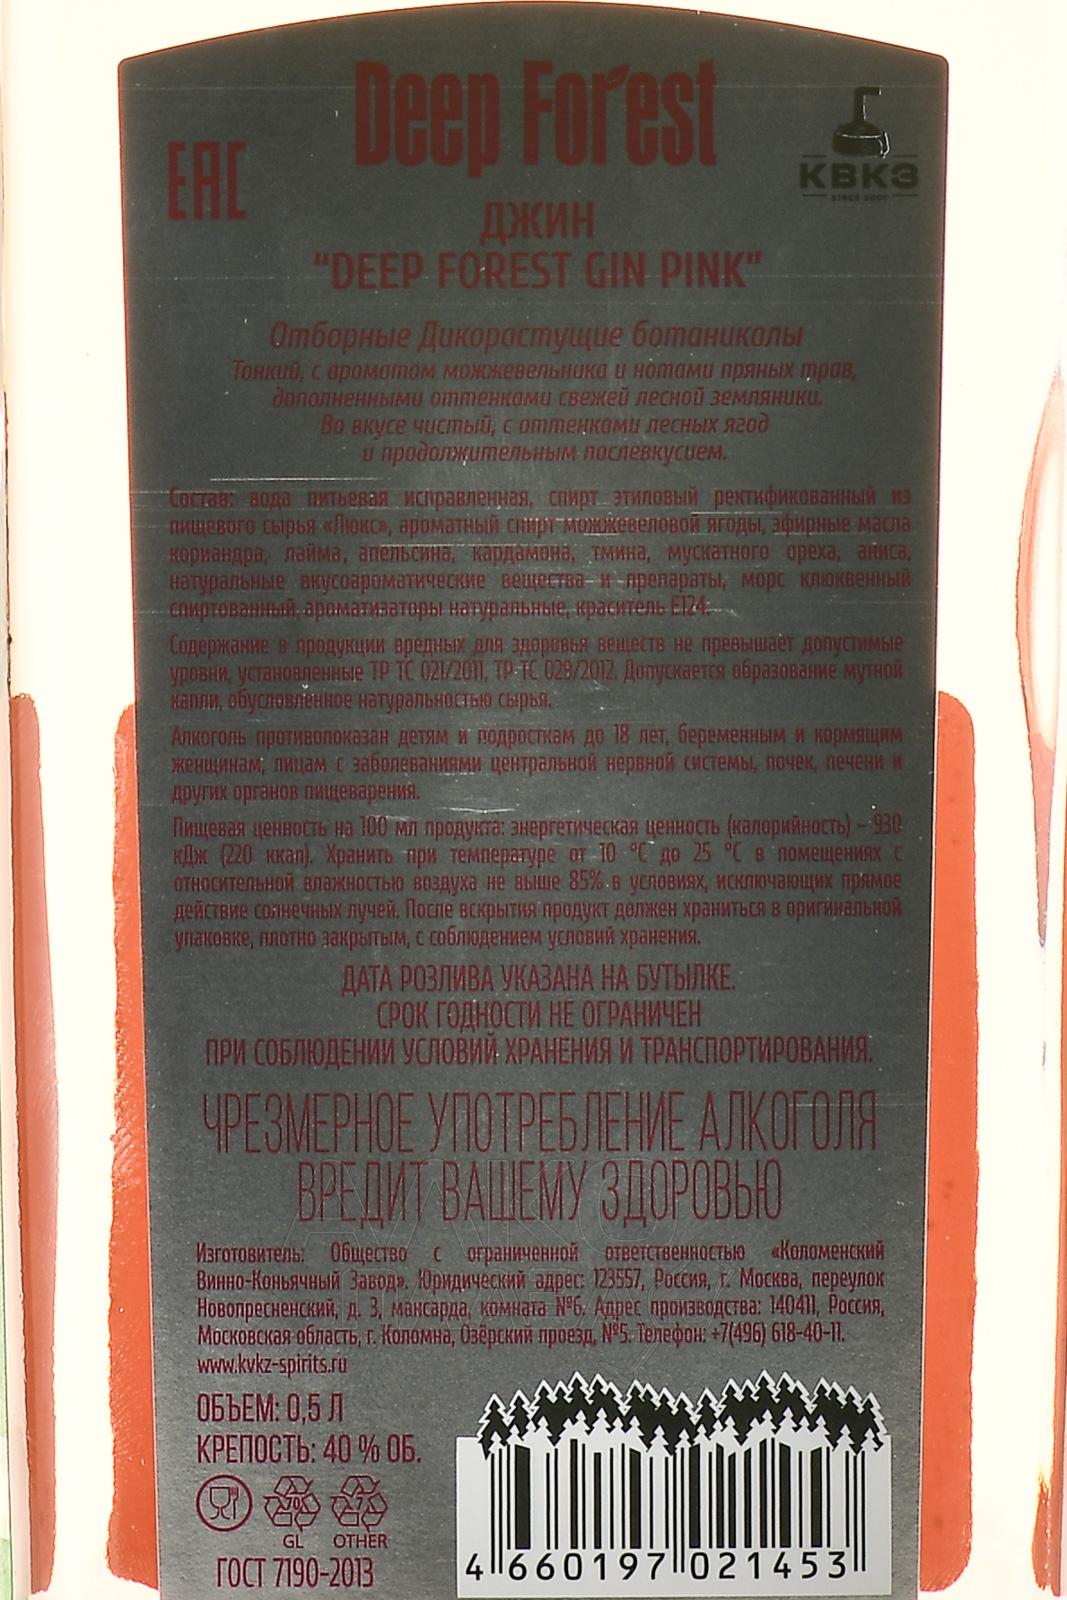 Deep Forest
EAC
КВКЗ
SINCE 2001
ДЖИН
"DEEP FOREST GIN PINK"
Отборные Дикорастущие ботаникалы
Тонкий, с ароматом можжевельника и нотами пряных трав,
дополненными оттенками свежей лесной земляники.
Во вкусе чистый, с оттенками лесных ягод
и продолжительным послевкусием.
Состав: вода питьевая исправленная, спирт этиловый ректификованный из
пищевого сырья «Люкс», ароматный спирт можжевеловой ягоды, эфирные масла
кориандра, лайма, апельсина, кардамона, тмина, мускатного ореха, аниса,
натуральные вкусоароматические вещества и препараты, морс клюквенный
спиртованный, ароматизаторы натуральные, краситель Е124.
Содержание в продукции вредных для здоровья веществ не превышает допустимые
уровни, установленные ТР ТС 021/2011, ТР ТС 029/2012. Допускается образование мутной
капли, обусловленное натуральностью сырья.
Алкоголь противопоказан детям и подросткам до 18 лет, беременным и кормящим
женщинам, лицам с заболеваниями центральной нервной системы, почек, печени и
других органов пищеварения.
Пищевая ценность на 100 мл продукта: энергетическая ценность (калорийность) – 930
кДж (220 ккал). Хранить при температуре от 10 °С до 25 °С в помещениях с
относительной влажностью воздуха не выше 85% в условиях, исключающих прямое
действие солнечных лучей. После вскрытия продукт должен храниться в оригинальной
упаковке, плотно закрытым, с соблюдением условий хранения.
ДАТА РОЗЛИВА УКАЗАНА НА БУТЫЛКЕ.
СРОК ГОДНОСТИ НЕ ОГРАНИЧЕН
ПРИ СОБЛЮДЕНИИ УСЛОВИЙ ХРАНЕНИЯ И ТРАНСПОРТИРОВАНИЯ.
ЧРЕЗМЕРНОЕ УПОТРЕБЛЕНИЕ АЛКОГОЛЯ
ВРЕДИТ ВАШЕМУ ЗДОРОВЬЮ
Изготовитель: Общество с ограниченной ответственностью «Коломенский
Винно-Коньячный Завод». Юридический адрес: 123557, Россия, г. Москва, переулок
Новопресненский, д. 3, мансарда, комната №6. Адрес производства: 140411, Россия,
Московская область, г. Коломна, Озёрский проезд, №5. Телефон: +7(496) 618-40-11.
www.kvkz-spirits.ru
ОБЪЕМ: 0,5 Л
КРЕПОСТЬ: 40 % ОБ.
70 7
GL OTHER
ГОСТ 7190-2013
4 660197 021453